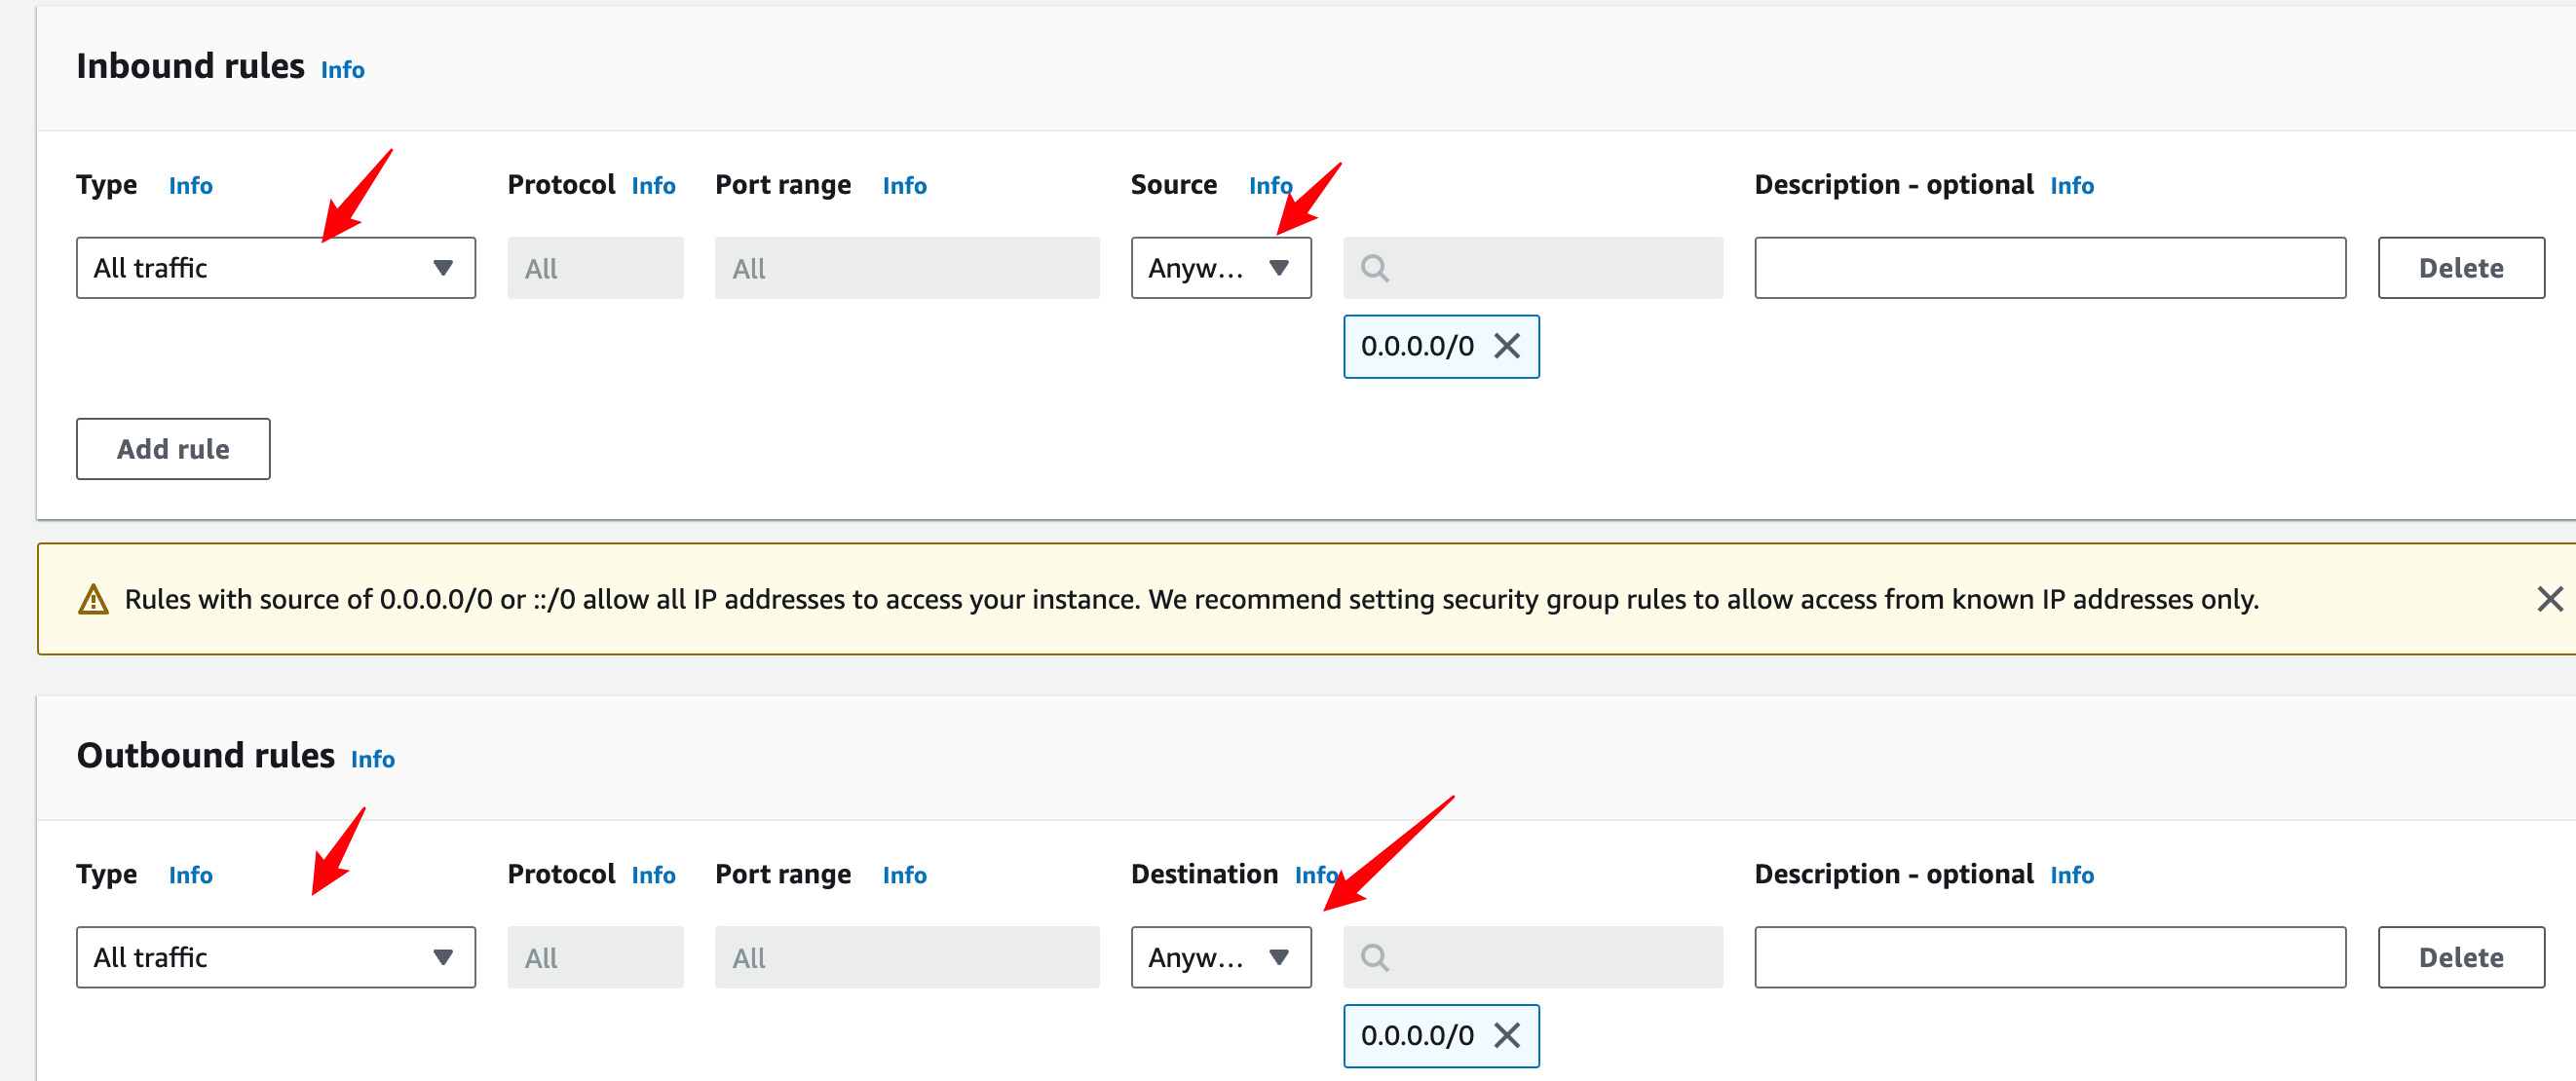 Inbound rules Info
Type Info Protocol Info Port range Info Source Info Description - optional Info
All traffic All All Anyw... Delete
0.0.0.0/0
Add rule
Rules with source of 0.0.0.0/0 or ::/0 allow all IP addresses to access your instance. We recommend setting security group rules to allow access from known IP addresses only.
Outbound rules Info
Type Info Protocol Info Port range Info Destination Info Description - optional Info
All traffic All All Anyw... Delete
0.0.0.0/0